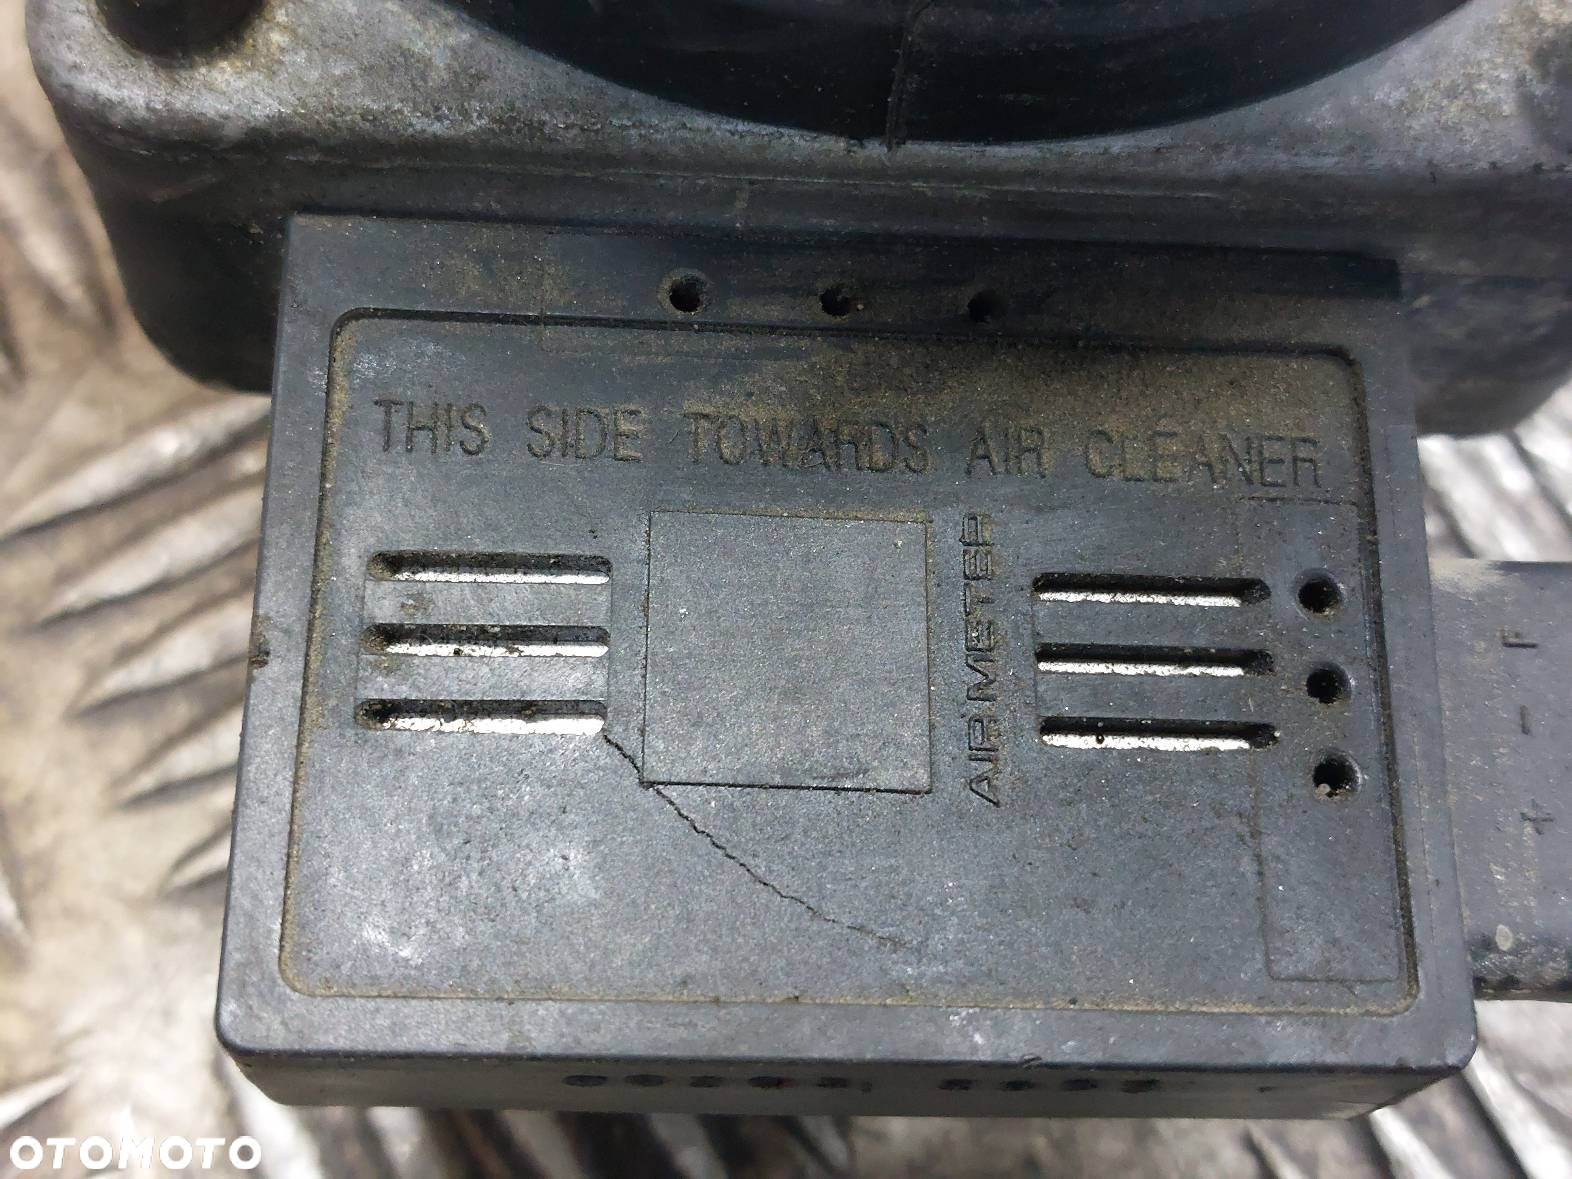 THIS SIDE TOWARDS AIR CLEANER
AIR METER
F
-
+
OTOMOTO